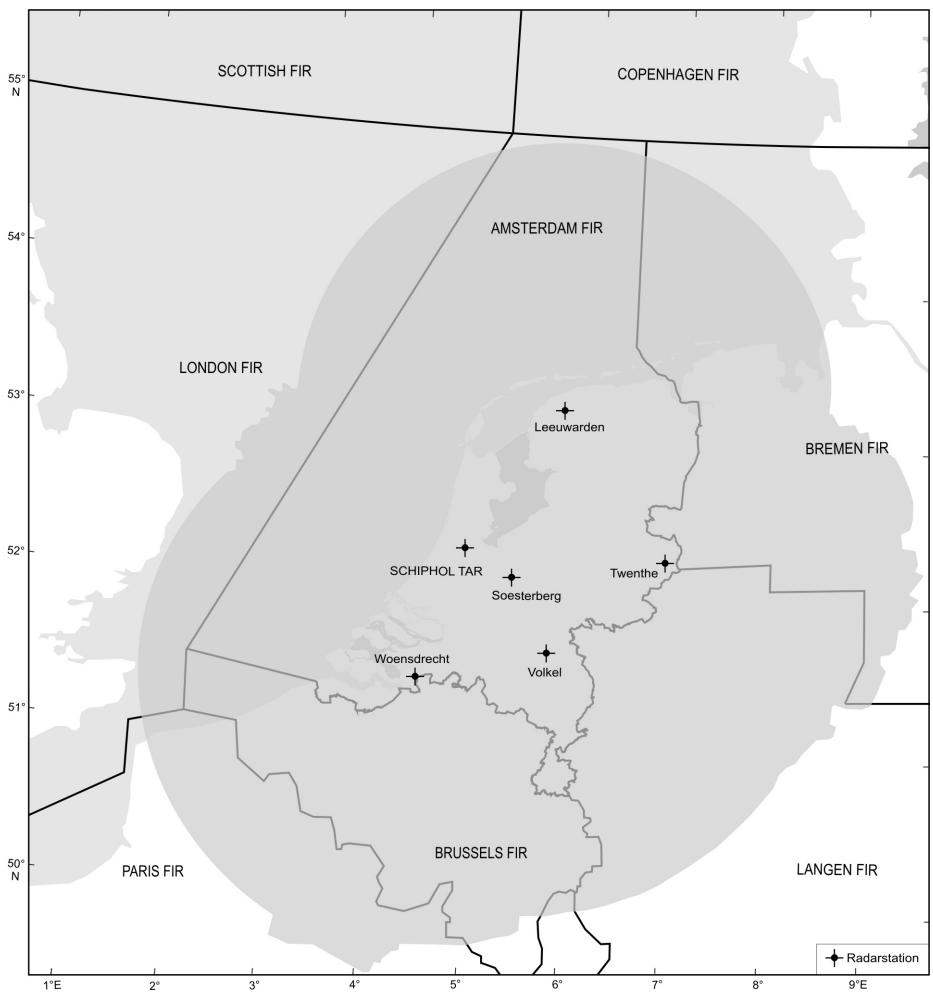 SCOTTISH FIR
COPENHAGEN FIR
55°
N
54°
AMSTERDAM FIR
LONDON FIR
53°
Leeuwarden
BREMEN FIR
52°
SCHIPHOL TAR
Twenthe
Soesterberg
Woensdrecht
Volkel
51°
BRUSSELS FIR
50°
N
PARIS FIR
LANGEN FIR
Radarstation
1°E
2°
3°
4°
5°
6°
7°
8°
9°E